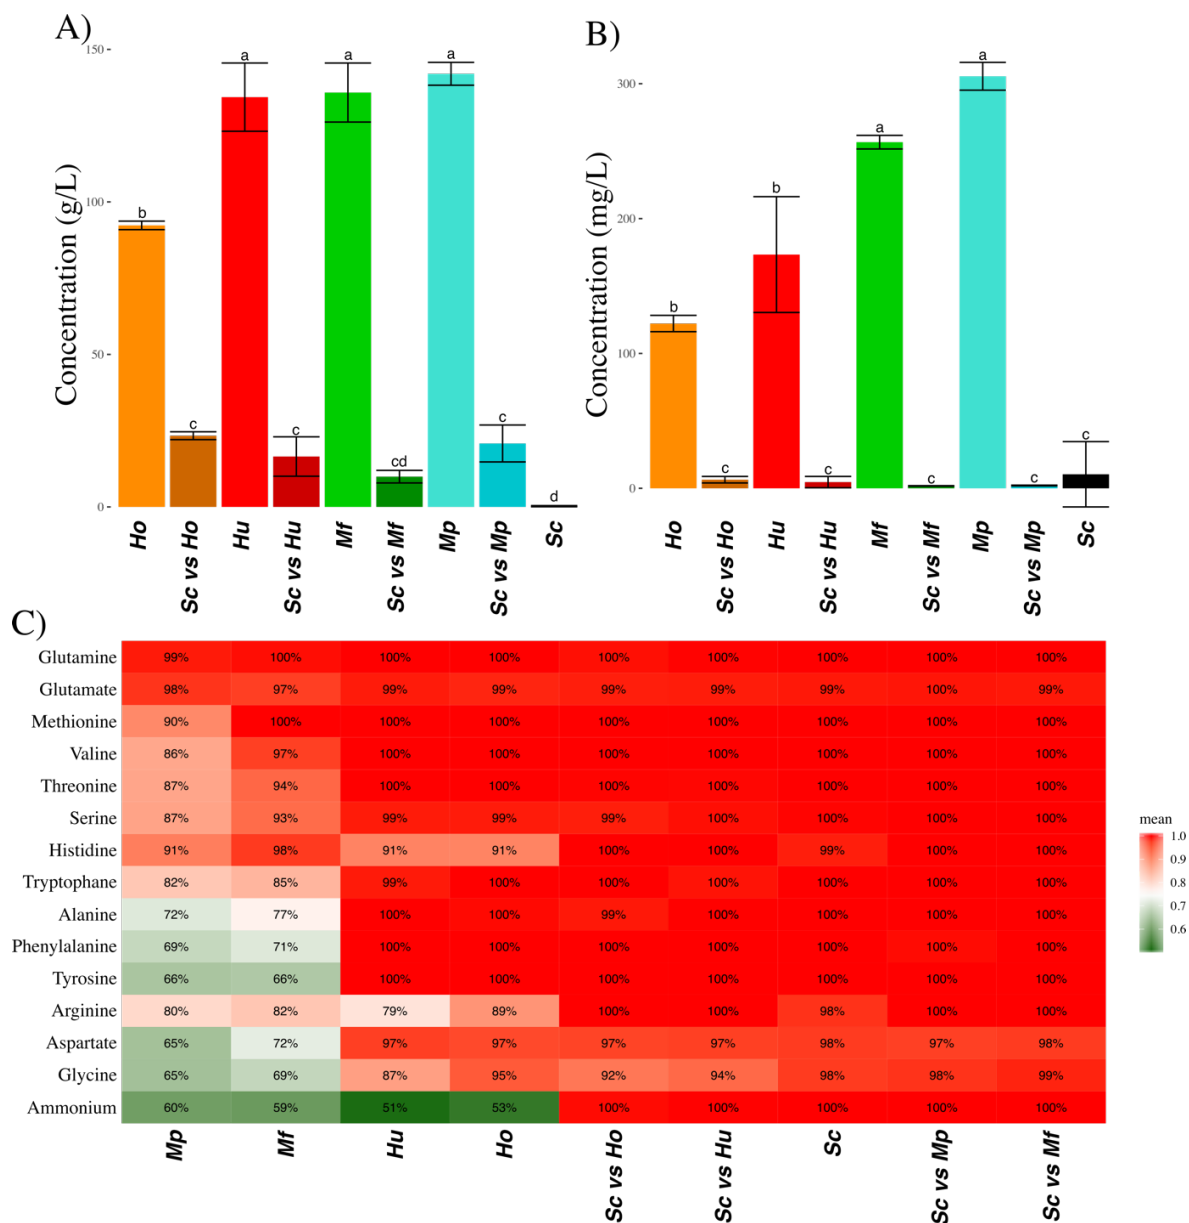 A)
Concentration (g/L)
150
100
50
0
b
c
a
c
a
cd
a
c
d
Ho
Sc vs Ho
Hu
Sc vs Hu
Mf
Sc vs Mf
Mp
Sc vs Mp
Sc
B)
Concentration (mg/L)
300
200
100
0
b
c
b
c
a
c
a
c
c
Ho
Sc vs Ho
Hu
Sc vs Hu
Mf
Sc vs Mf
Mp
Sc vs Mp
Sc
C)
Glutamine 99% 100% 100% 100% 100% 100% 100% 100% 100%
Glutamate 98% 97% 99% 99% 99% 99% 99% 100% 99%
Methionine 90% 100% 100% 100% 100% 100% 100% 100% 100%
Valine 86% 97% 100% 100% 100% 100% 100% 100% 100%
Threonine 87% 94% 100% 100% 100% 100% 100% 100% 100%
Serine 87% 93% 99% 99% 99% 100% 100% 100% 100%
Histidine 91% 98% 91% 91% 100% 100% 99% 100% 100%
Tryptophane 82% 85% 99% 100% 100% 100% 100% 100% 100%
Alanine 72% 77% 100% 100% 99% 100% 100% 100% 100%
Phenylalanine 69% 71% 100% 100% 100% 100% 100% 100% 100%
Tyrosine 66% 66% 100% 100% 100% 100% 100% 100% 100%
Arginine 80% 82% 79% 89% 100% 100% 98% 100% 100%
Aspartate 65% 72% 97% 97% 97% 97% 98% 97% 98%
Glycine 65% 69% 87% 95% 92% 94% 98% 98% 99%
Ammonium 60% 59% 51% 53% 100% 100% 100% 100% 100%
Mp
Mf
Hu
Ho
Sc vs Ho
Sc vs Hu
Sc
Sc vs Mp
Sc vs Mf
mean
1.0
0.9
0.8
0.7
0.6